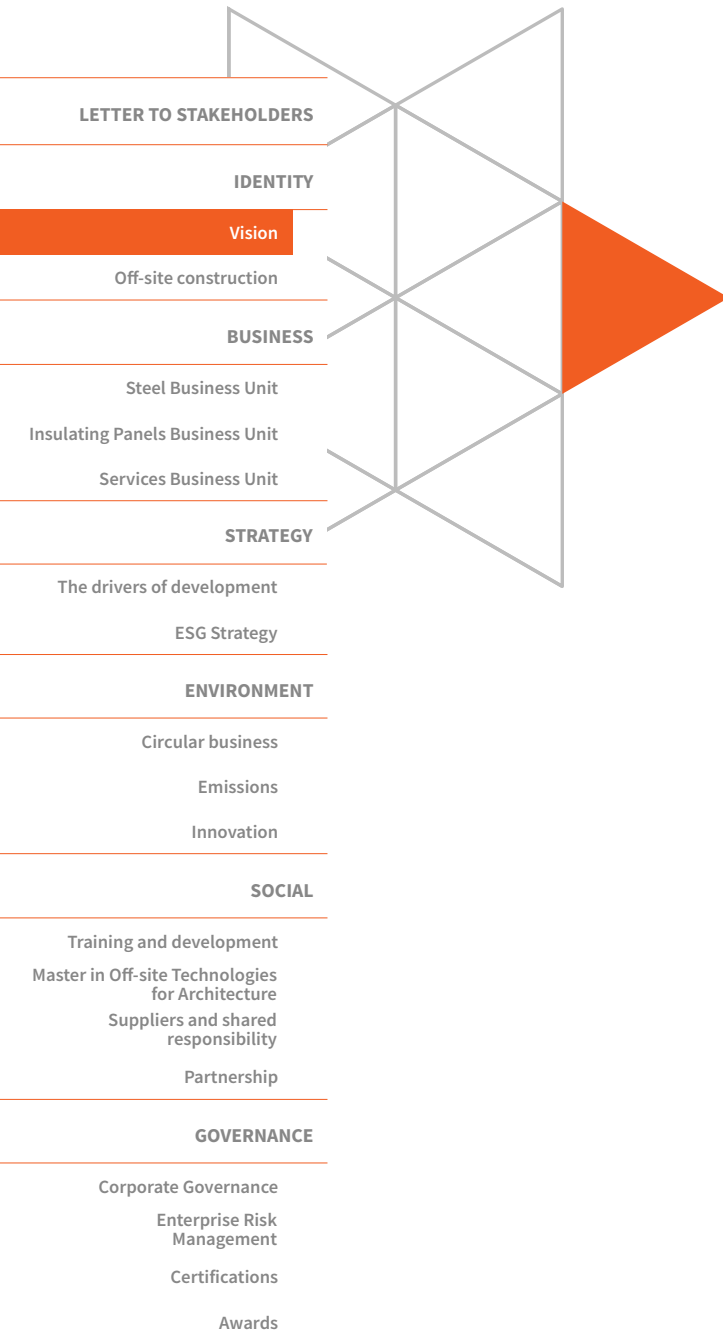 LETTER TO STAKEHOLDERS
IDENTITY
Vision
Off-site construction
BUSINESS
Steel Business Unit
Insulating Panels Business Unit
Services Business Unit
STRATEGY
The drivers of development
ESG Strategy
ENVIRONMENT
Circular business
Emissions
Innovation
SOCIAL
Training and development
Master in Off-site Technologies
for Architecture
Suppliers and shared
responsibility
Partnership
GOVERNANCE
Corporate Governance
Enterprise Risk
Management
Certifications
Awards